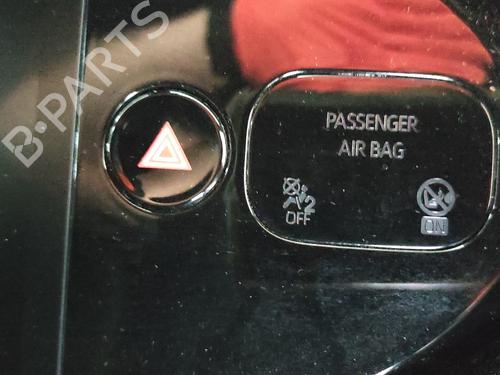 B-PARTS
PASSENGER
AIR BAG
2
OFF
ON